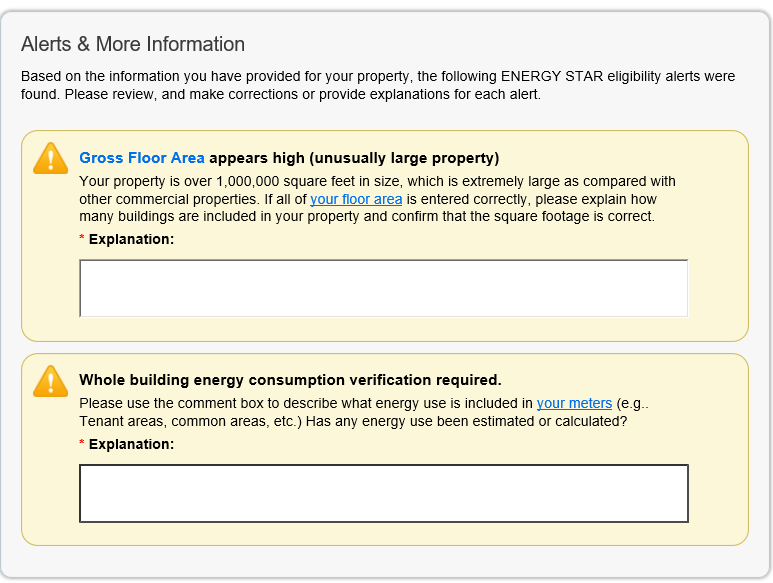 Alerts & More Information
Based on the information you have provided for your property, the following ENERGY STAR eligibility alerts were
found. Please review, and make corrections or provide explanations for each alert.
Gross Floor Area appears high (unusually large property)
Your property is over 1,000,000 square feet in size, which is extremely large as compared with
other commercial properties. If all of your floor area is entered correctly, please explain how
many buildings are included in your property and confirm that the square footage is correct.
* Explanation:
Whole building energy consumption verification required.
Please use the comment box to describe what energy use is included in your meters (e.g..
Tenant areas, common areas, etc.) Has any energy use been estimated or calculated?
* Explanation: